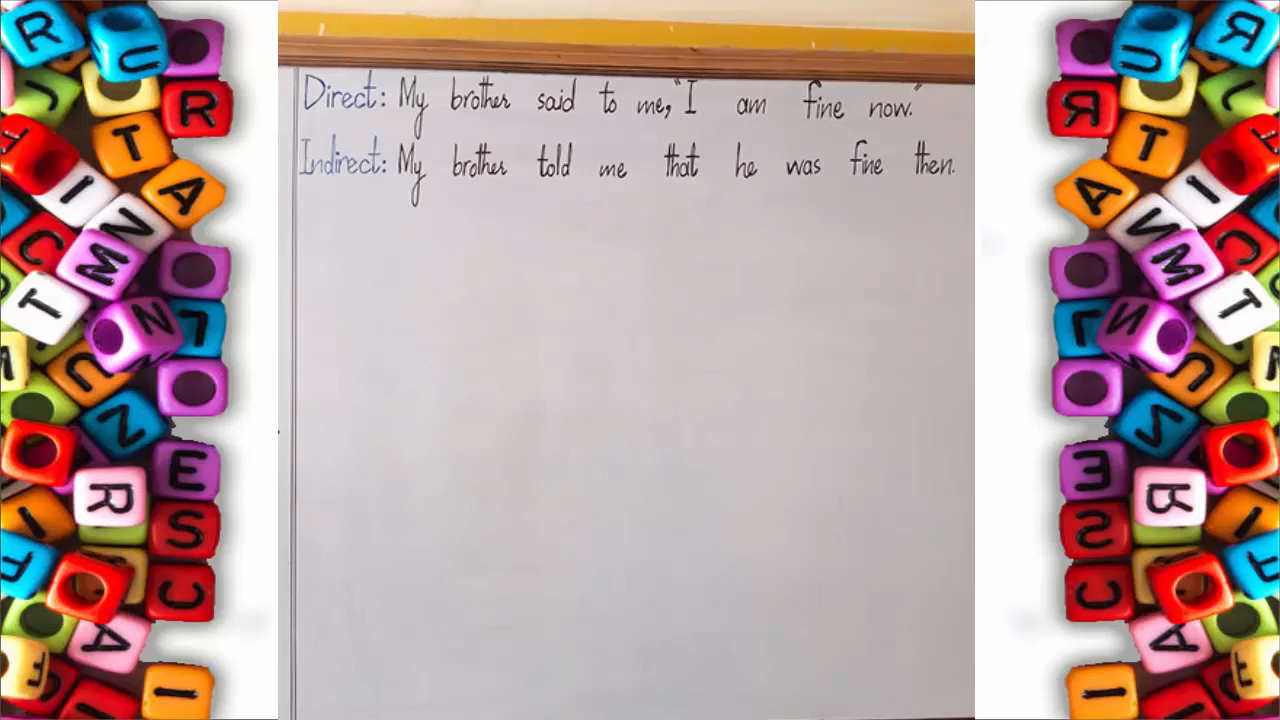 Direct: My brother said to me, "I am fine now."
Indirect: My brother told me that he was fine then.